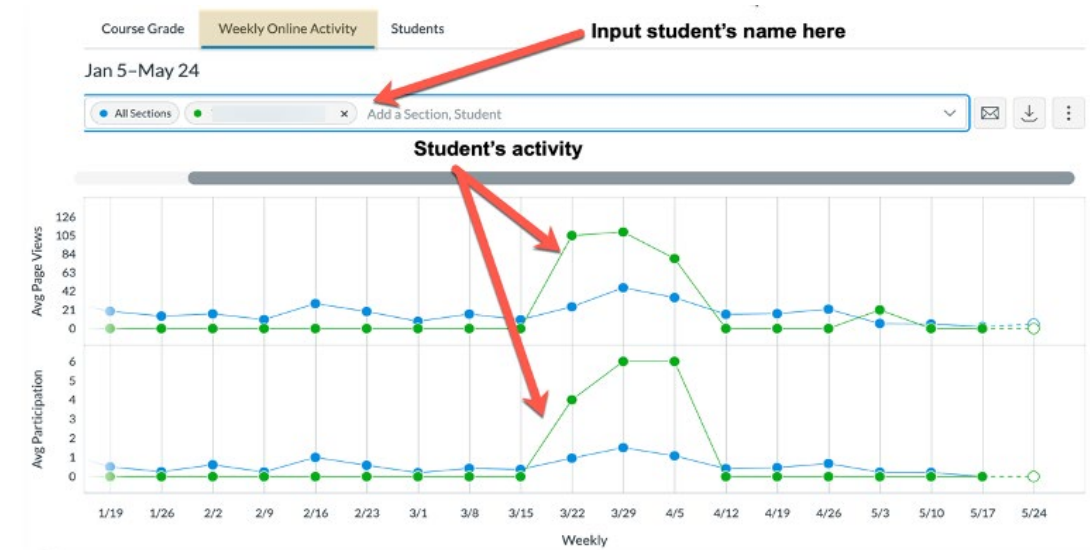 Course Grade Weekly Online Activity Students
Input student's name here
Jan 5–May 24
All Sections × Add a Section, Student
Student's activity
Avg Page Views
126
105
84
63
42
21
0
Avg Participation
6
5
4
3
2
1
0
1/19 1/26 2/2 2/9 2/16 2/23 3/1 3/8 3/15 3/22 3/29 4/5 4/12 4/19 4/26 5/3 5/10 5/17 5/24
Weekly